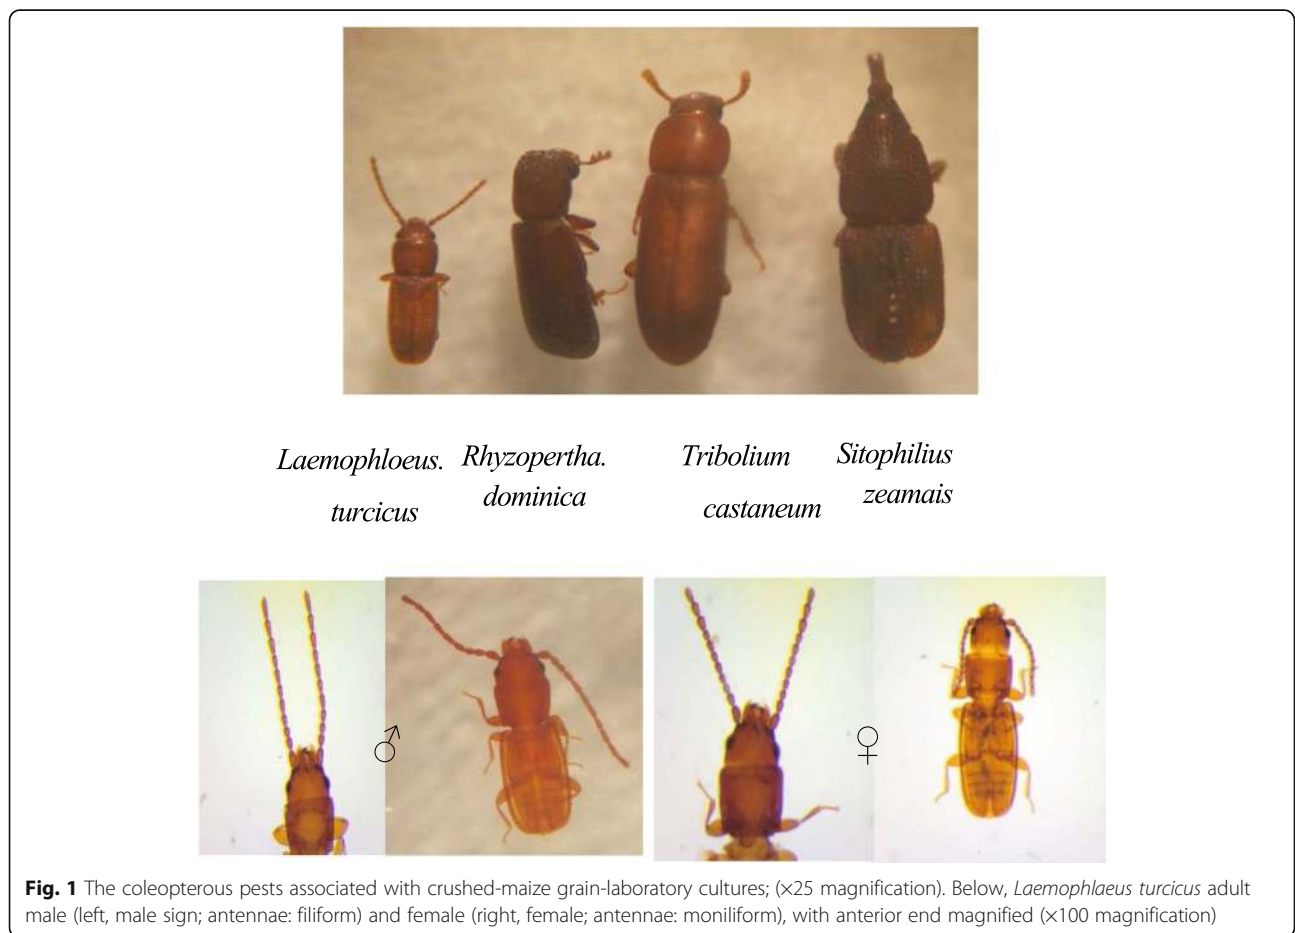 Laemophloeus. Rhyzopertha. Tribolium Sitophilius
turcicus dominica castaneum zeamais
♂ ♀
Fig. 1 The coleopterous pests associated with crushed-maize grain-laboratory cultures; (×25 magnification). Below, Laemophlaeus turcicus adult
male (left, male sign; antennae: filiform) and female (right, female; antennae: moniliform), with anterior end magnified (×100 magnification)